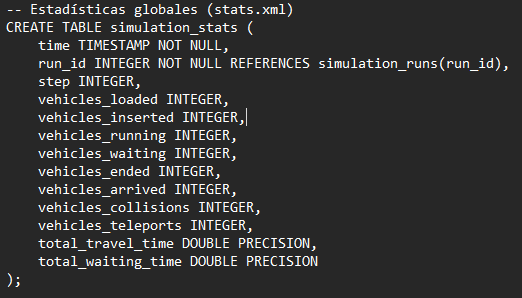 -- Estadísticas globales (stats.xml)
CREATE TABLE simulation_stats (
    time TIMESTAMP NOT NULL,
    run_id INTEGER NOT NULL REFERENCES simulation_runs(run_id),
    step INTEGER,
    vehicles_loaded INTEGER,
    vehicles_inserted INTEGER,
    vehicles_running INTEGER,
    vehicles_waiting INTEGER,
    vehicles_ended INTEGER,
    vehicles_arrived INTEGER,
    vehicles_collisions INTEGER,
    vehicles_teleports INTEGER,
    total_travel_time DOUBLE PRECISION,
    total_waiting_time DOUBLE PRECISION
);